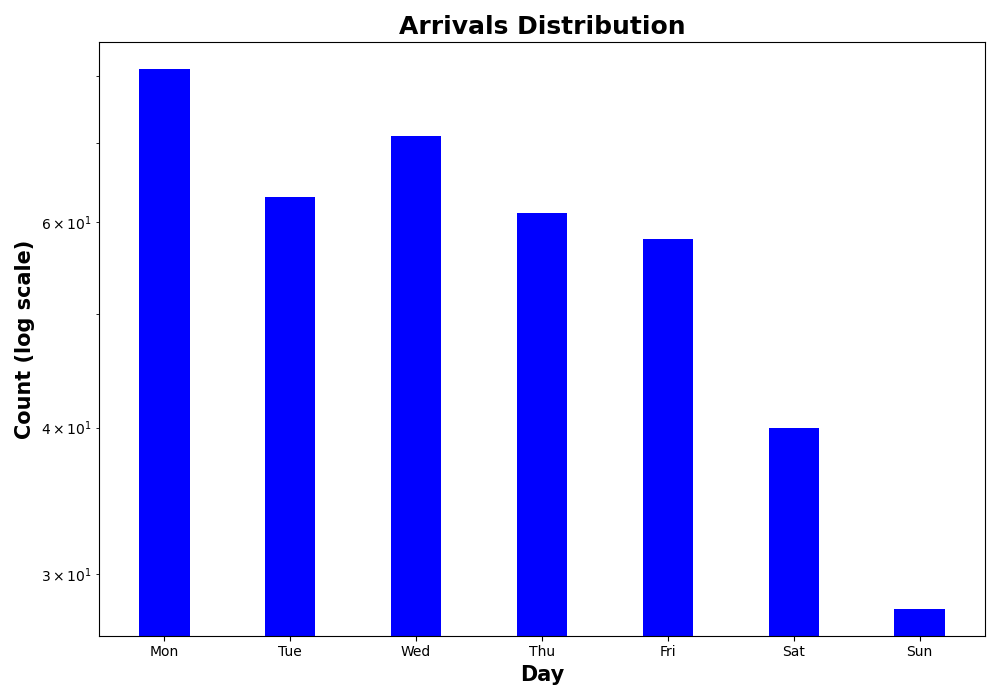 Arrivals Distribution
Count (log scale)
6 × 10¹
4 × 10¹
3 × 10¹
Mon Tue Wed Thu Fri Sat Sun
Day